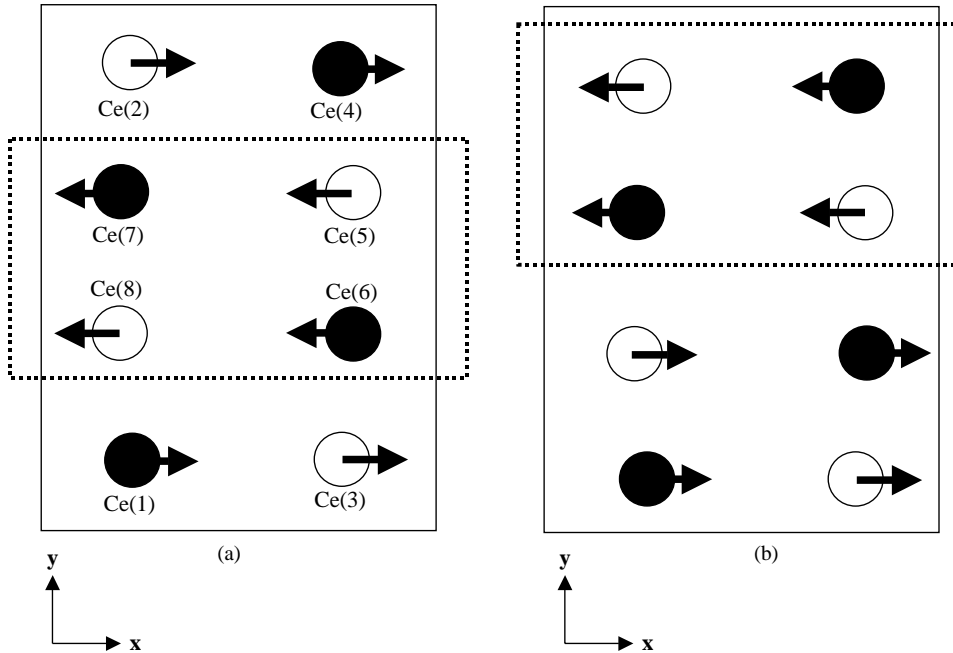 Ce(2) Ce(4)
Ce(7) Ce(5)
Ce(8) Ce(6)
Ce(1) Ce(3)
(a) (b)
y y
x x